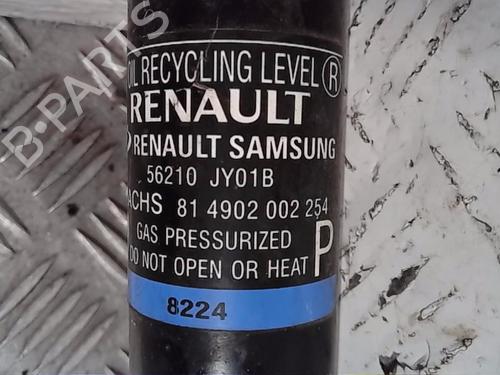 OIL RECYCLING LEVEL R
RENAULT
RENAULT SAMSUNG
56210 JY01B
SACHS 81 4902 002 254
GAS PRESSURIZED P
DO NOT OPEN OR HEAT
8224
B-PARTS